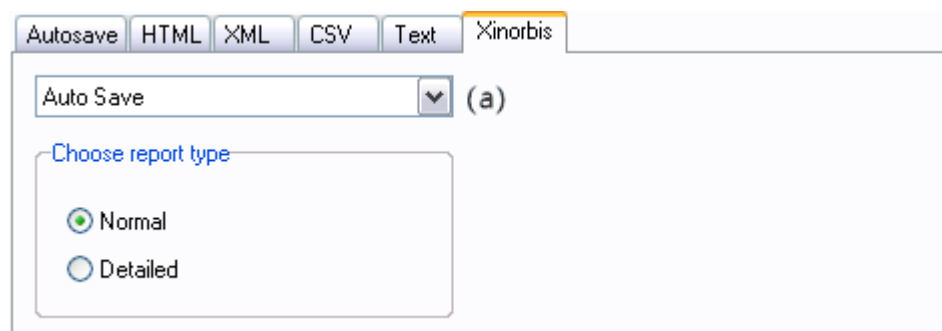 Autosave HTML XML CSV Text Xinorbis
Auto Save (a)
Choose report type
Normal
Detailed